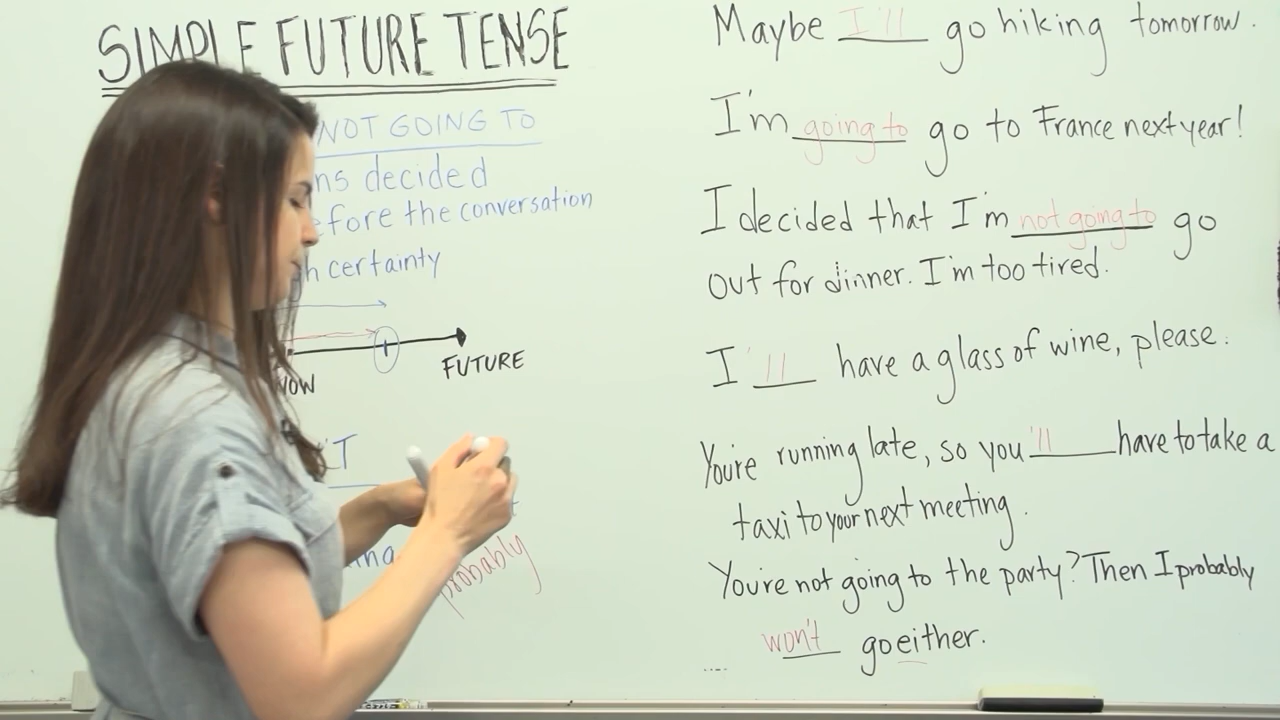 SIMPLE FUTURE TENSE
NOT GOING TO
decided
the conversation
certainty
FUTURE
probably
Maybe I'll go hiking tomorrow.
I'm going to go to France next year!
I decided that I'm not going to go
out for dinner. I'm too tired.
I 'll have a glass of wine, please.
You're running late, so you 'll have to take a
taxi to your next meeting.
You're not going to the party? Then I probably
won't go either.